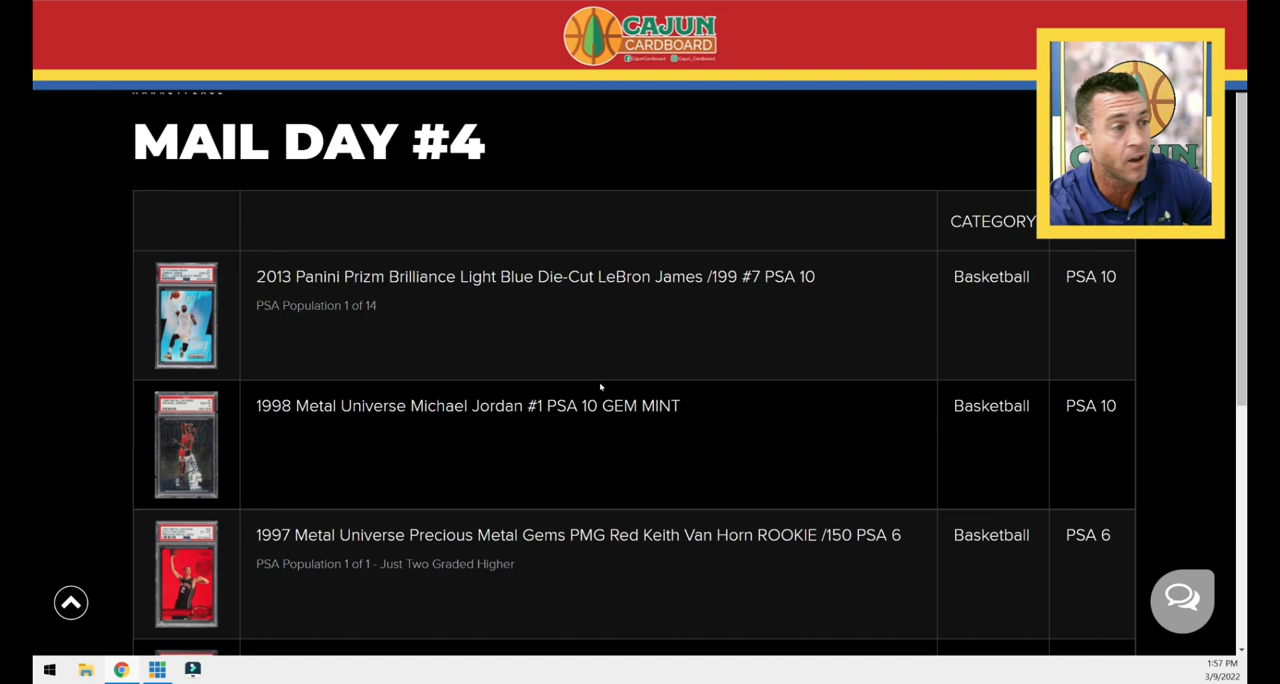 CAJUN
CARDBOARD
CajunCardboard Cajun_Cardboard
MAIL DAY #4
CATEGORY
2013 Panini Prizm Brilliance Light Blue Die-Cut LeBron James /199 #7 PSA 10
Basketball
PSA 10
PSA Population 1 of 14
1998 Metal Universe Michael Jordan #1 PSA 10 GEM MINT
Basketball
PSA 10
1997 Metal Universe Precious Metal Gems PMG Red Keith Van Horn ROOKIE /150 PSA 6
Basketball
PSA 6
PSA Population 1 of 1 - Just Two Graded Higher
1:57 PM
3/9/2022